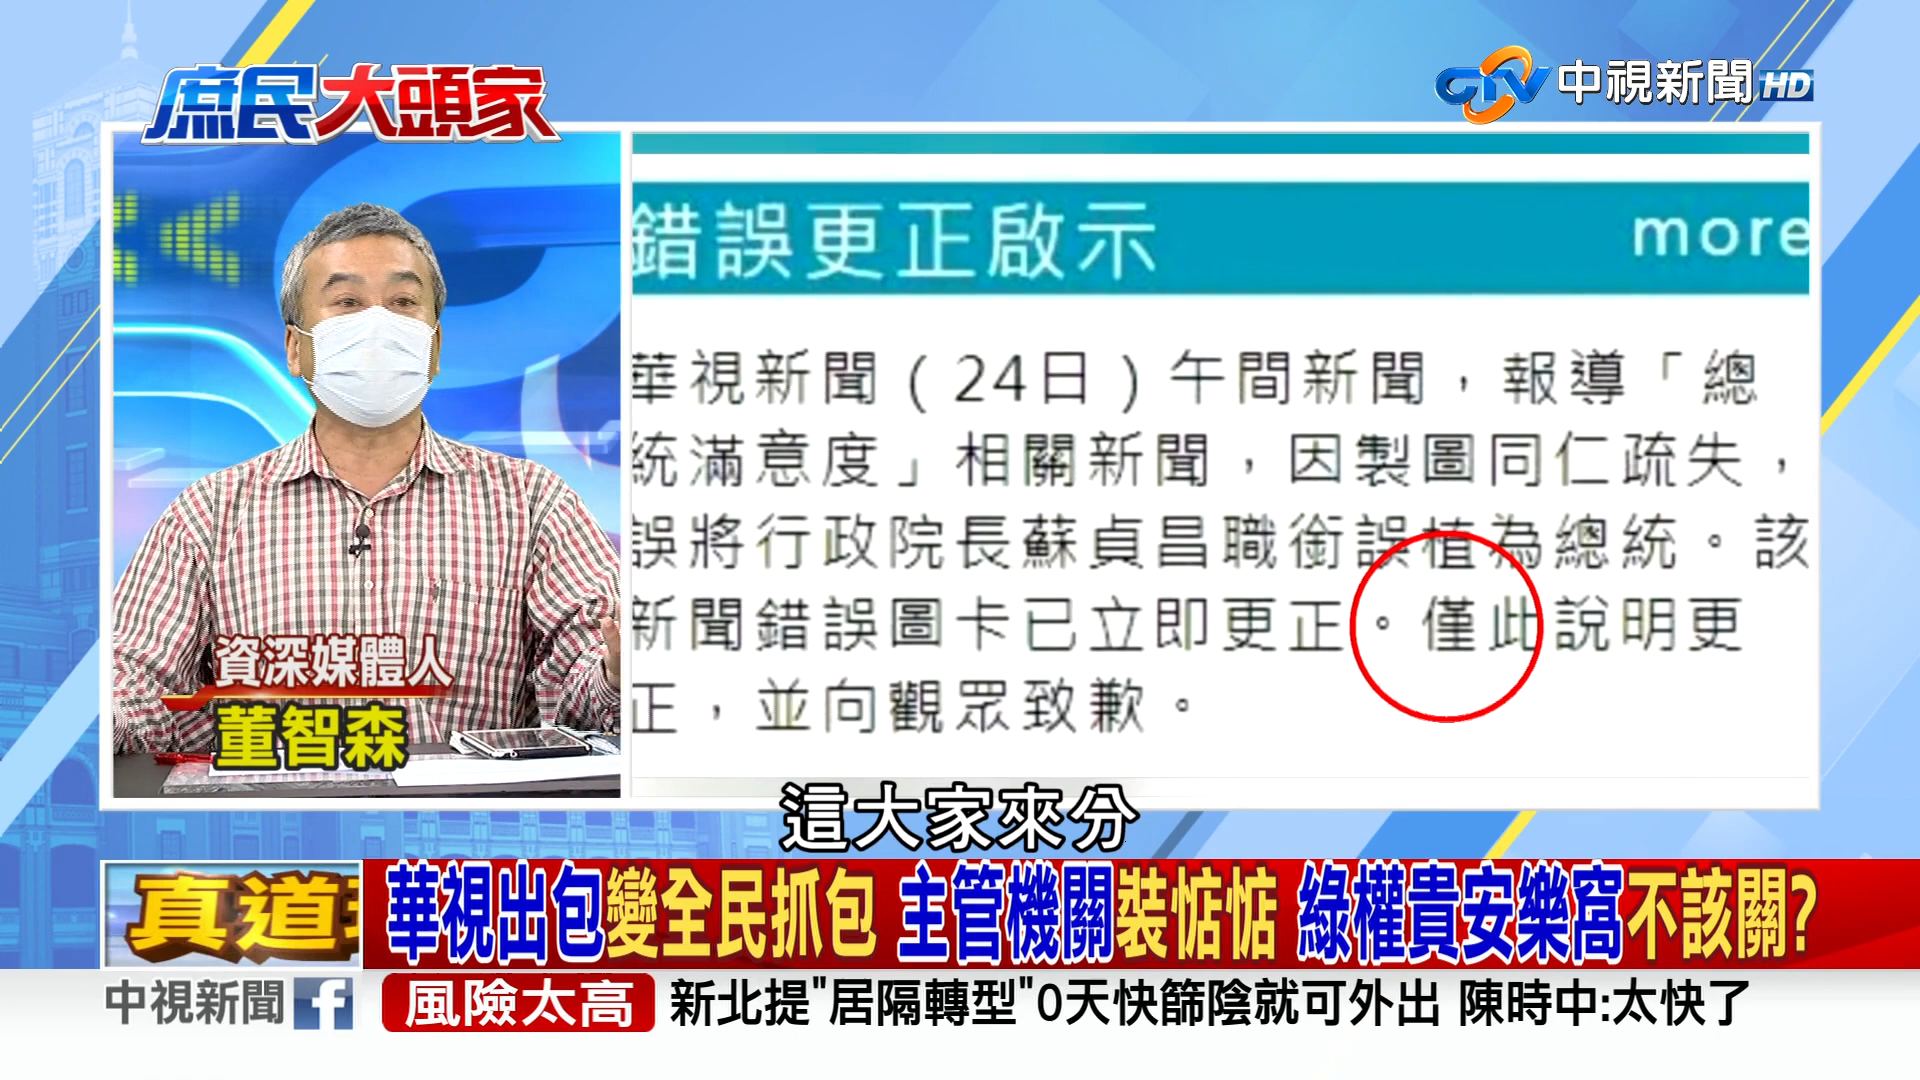 庶民大頭家
CTV 中視新聞 HD
錯誤更正啟示
more
華視新聞（24日）午間新聞，報導「總
統滿意度」相關新聞，因製圖同仁疏失，
誤將行政院長蘇貞昌職銜誤植為總統。該
新聞錯誤圖卡已立即更正。僅此說明更
正，並向觀眾致歉。
資深媒體人
董智森
這大家來分
真道理
華視出包變全民抓包 主管機關裝惦惦 綠權貴安樂窩不該關?
中視新聞 f 風險太高 新北提"居隔轉型"0天快篩陰就可外出 陳時中:太快了